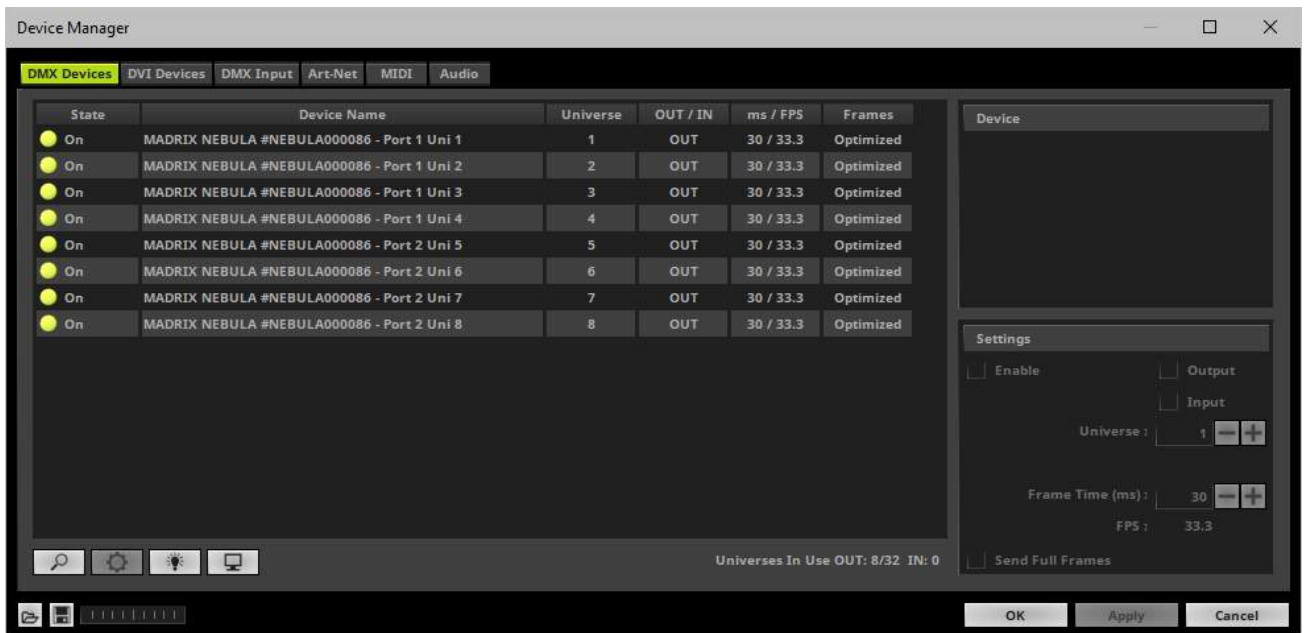 Device Manager
DMX Devices DVI Devices DMX Input Art-Net MIDI Audio
State Device Name Universe OUT / IN ms / FPS Frames
On MADRIX NEBULA #NEBULA000086 - Port 1 Uni 1 1 OUT 30 / 33.3 Optimized
On MADRIX NEBULA #NEBULA000086 - Port 1 Uni 2 2 OUT 30 / 33.3 Optimized
On MADRIX NEBULA #NEBULA000086 - Port 1 Uni 3 3 OUT 30 / 33.3 Optimized
On MADRIX NEBULA #NEBULA000086 - Port 1 Uni 4 4 OUT 30 / 33.3 Optimized
On MADRIX NEBULA #NEBULA000086 - Port 2 Uni 5 5 OUT 30 / 33.3 Optimized
On MADRIX NEBULA #NEBULA000086 - Port 2 Uni 6 6 OUT 30 / 33.3 Optimized
On MADRIX NEBULA #NEBULA000086 - Port 2 Uni 7 7 OUT 30 / 33.3 Optimized
On MADRIX NEBULA #NEBULA000086 - Port 2 Uni 8 8 OUT 30 / 33.3 Optimized
Universes In Use OUT: 8/32 IN: 0
Device
Settings
Enable Output
Input
Universe : 1
Frame Time (ms) : 30
FPS : 33.3
Send Full Frames
OK Apply Cancel